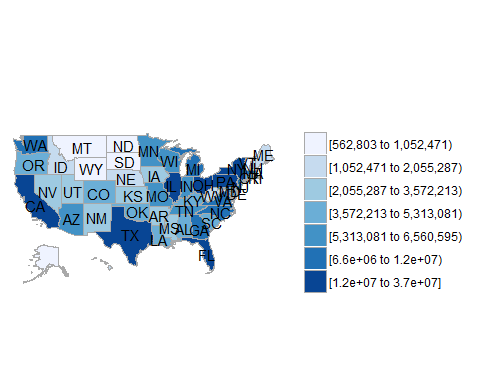 WA
MT
ND
MN
ME
OR
ID
SD
WI
MI
WY
IA
NE
NV
UT
CO
IL
IN
OH
PA
CA
KS
MO
KY
AZ
NM
OK
AR
TN
NC
SC
TX
MS
AL
GA
LA
FL
[562,803 to 1,052,471)
[1,052,471 to 2,055,287)
[2,055,287 to 3,572,213)
[3,572,213 to 5,313,081)
[5,313,081 to 6,560,595)
[6.6e+06 to 1.2e+07)
[1.2e+07 to 3.7e+07]